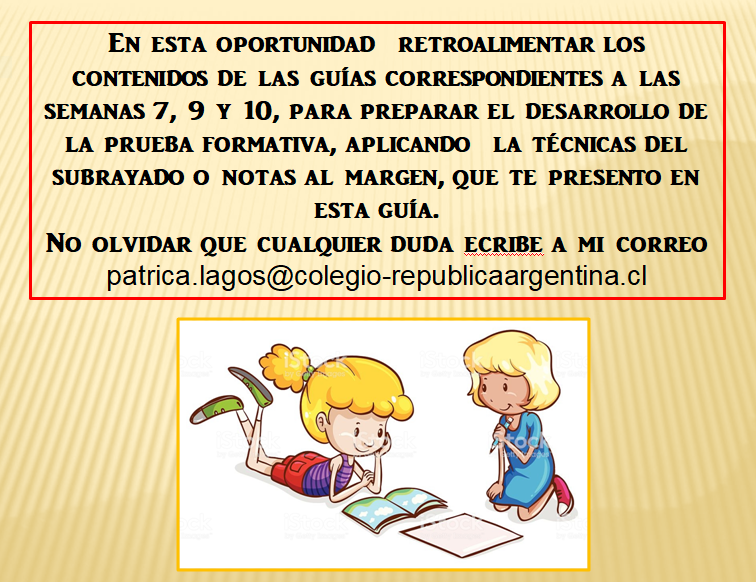 En esta oportunidad retroalimentar los
contenidos de las guías correspondientes a las
semanas 7, 9 y 10, para preparar el desarrollo de
la prueba formativa, aplicando la técnicas del
subrayado o notas al margen, que te presento en
esta guía.
No olvidar que cualquier duda ecribe a mi correo
patrica.lagos@colegio-republicaargentina.cl